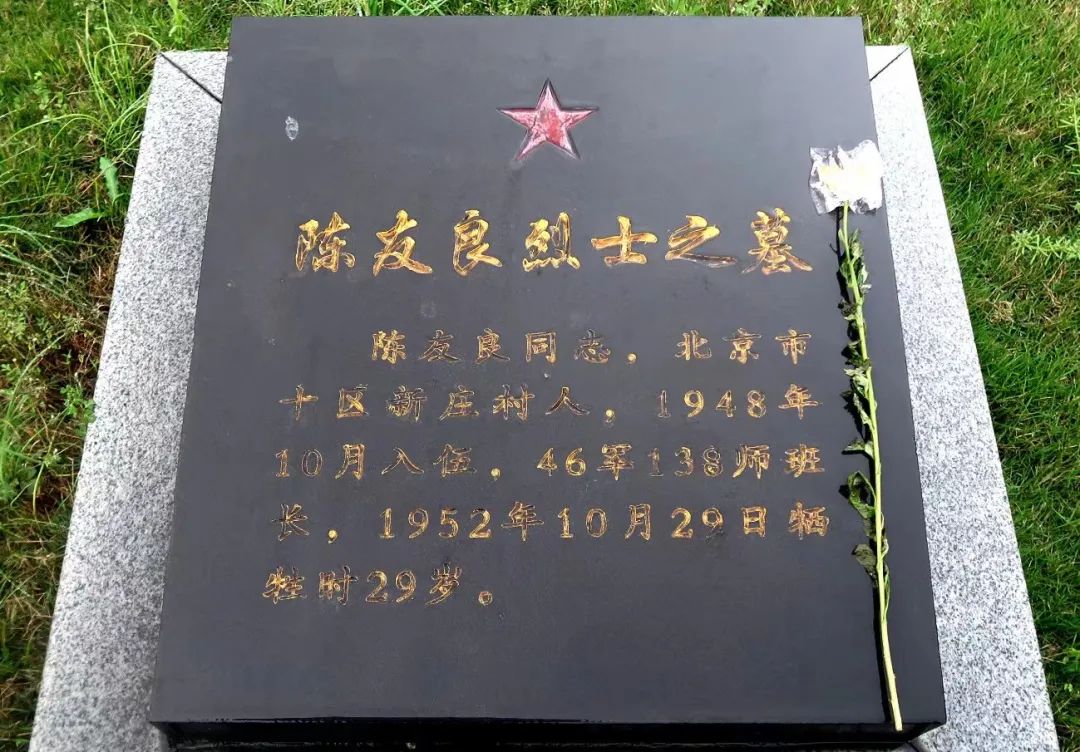 陈友良烈士之墓
陈友良同志，北京市
十区新庄村人，1948年
10月入伍，46军138师班
长，1952年10月29日牺
牲时29岁。